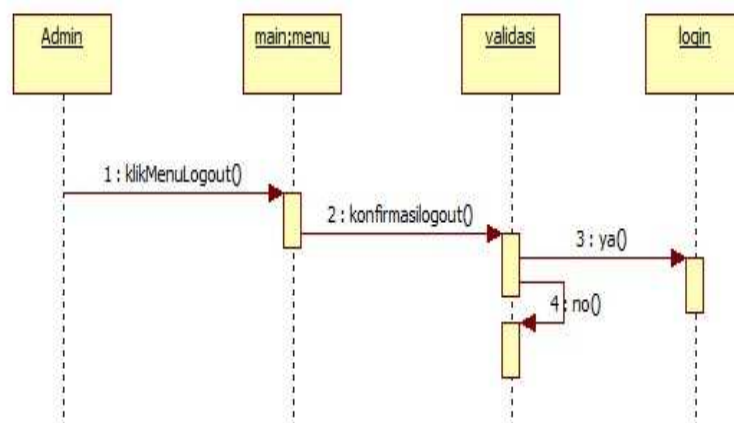 Admin
main;menu
validasi
login
1 : klikMenuLogout()
2 : konfirmasilogout()
3 : ya()
4 : no()